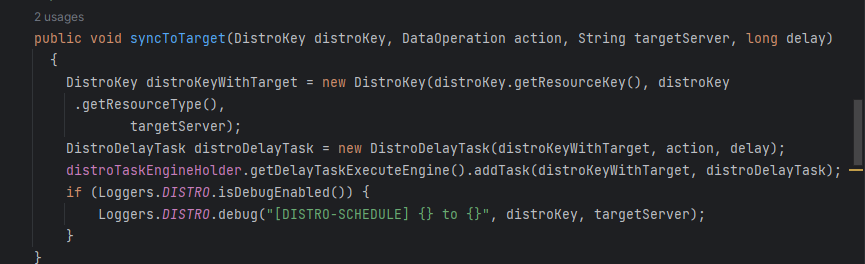 2 usages
public void syncToTarget(DistroKey distroKey, DataOperation action, String targetServer, long delay)
{
DistroKey distroKeyWithTarget = new DistroKey(distroKey.getResourceKey(), distroKey
.getResourceType(),
targetServer);
DistroDelayTask distroDelayTask = new DistroDelayTask(distroKeyWithTarget, action, delay);
distroTaskEngineHolder.getDelayTaskExecuteEngine().addTask(distroKeyWithTarget, distroDelayTask);
if (Loggers.DISTRO.isDebugEnabled()) {
Loggers.DISTRO.debug("[DISTRO-SCHEDULE] {} to {}", distroKey, targetServer);
}
}